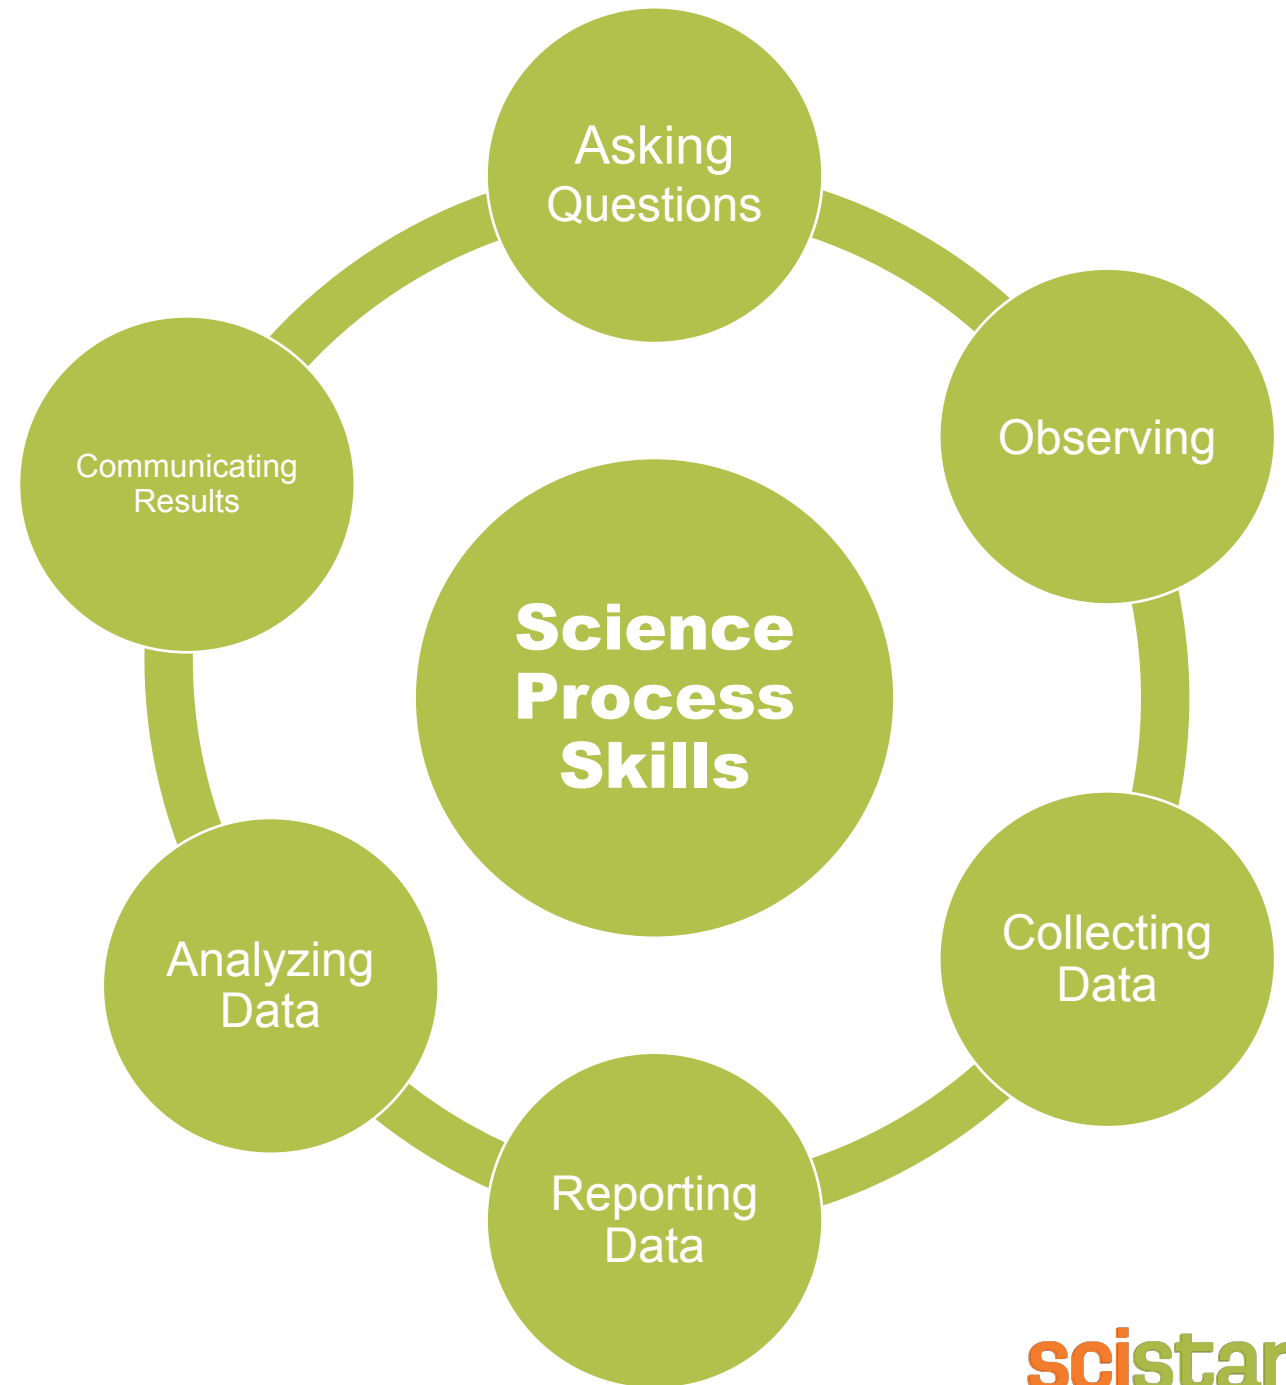 Asking
Questions
Observing
Collecting
Data
Reporting
Data
Analyzing
Data
Communicating
Results
Science
Process
Skills
scistar